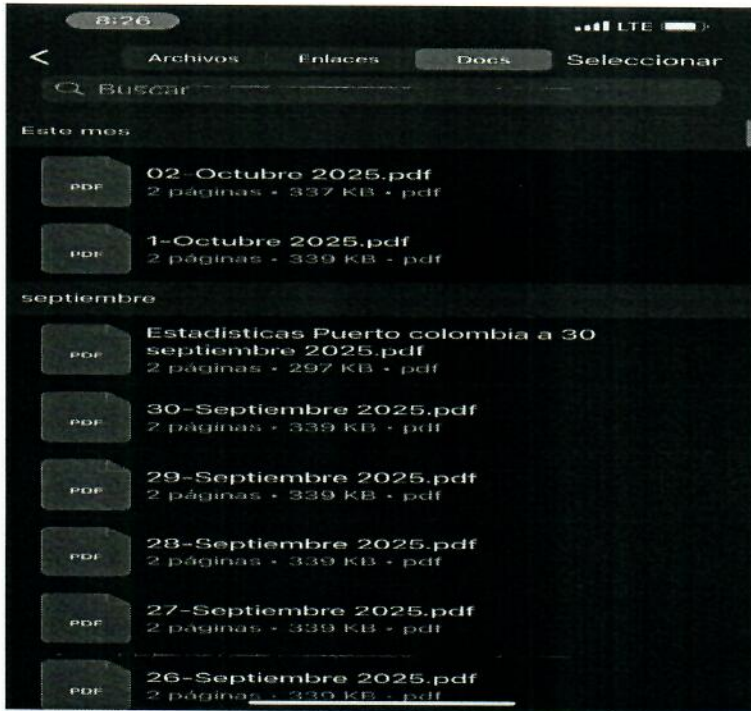 8:26
LTE
Archivos Enlaces Docs Seleccionar
Buscar
Este mes
PDF
02-Octubre 2025.pdf
2 páginas • 337 KB • pdf
PDF
1-Octubre 2025.pdf
2 páginas • 339 KB • pdf
septiembre
PDF
Estadisticas Puerto colombia a 30
septiembre 2025.pdf
2 páginas • 297 KB • pdf
PDF
30-Septiembre 2025.pdf
2 páginas • 339 KB • pdf
PDF
29-Septiembre 2025.pdf
2 páginas • 339 KB • pdf
PDF
28-Septiembre 2025.pdf
2 páginas • 339 KB • pdf
PDF
27-Septiembre 2025.pdf
2 páginas • 339 KB • pdf
PDF
26-Septiembre 2025.pdf
2 páginas • 339 KB • pdf